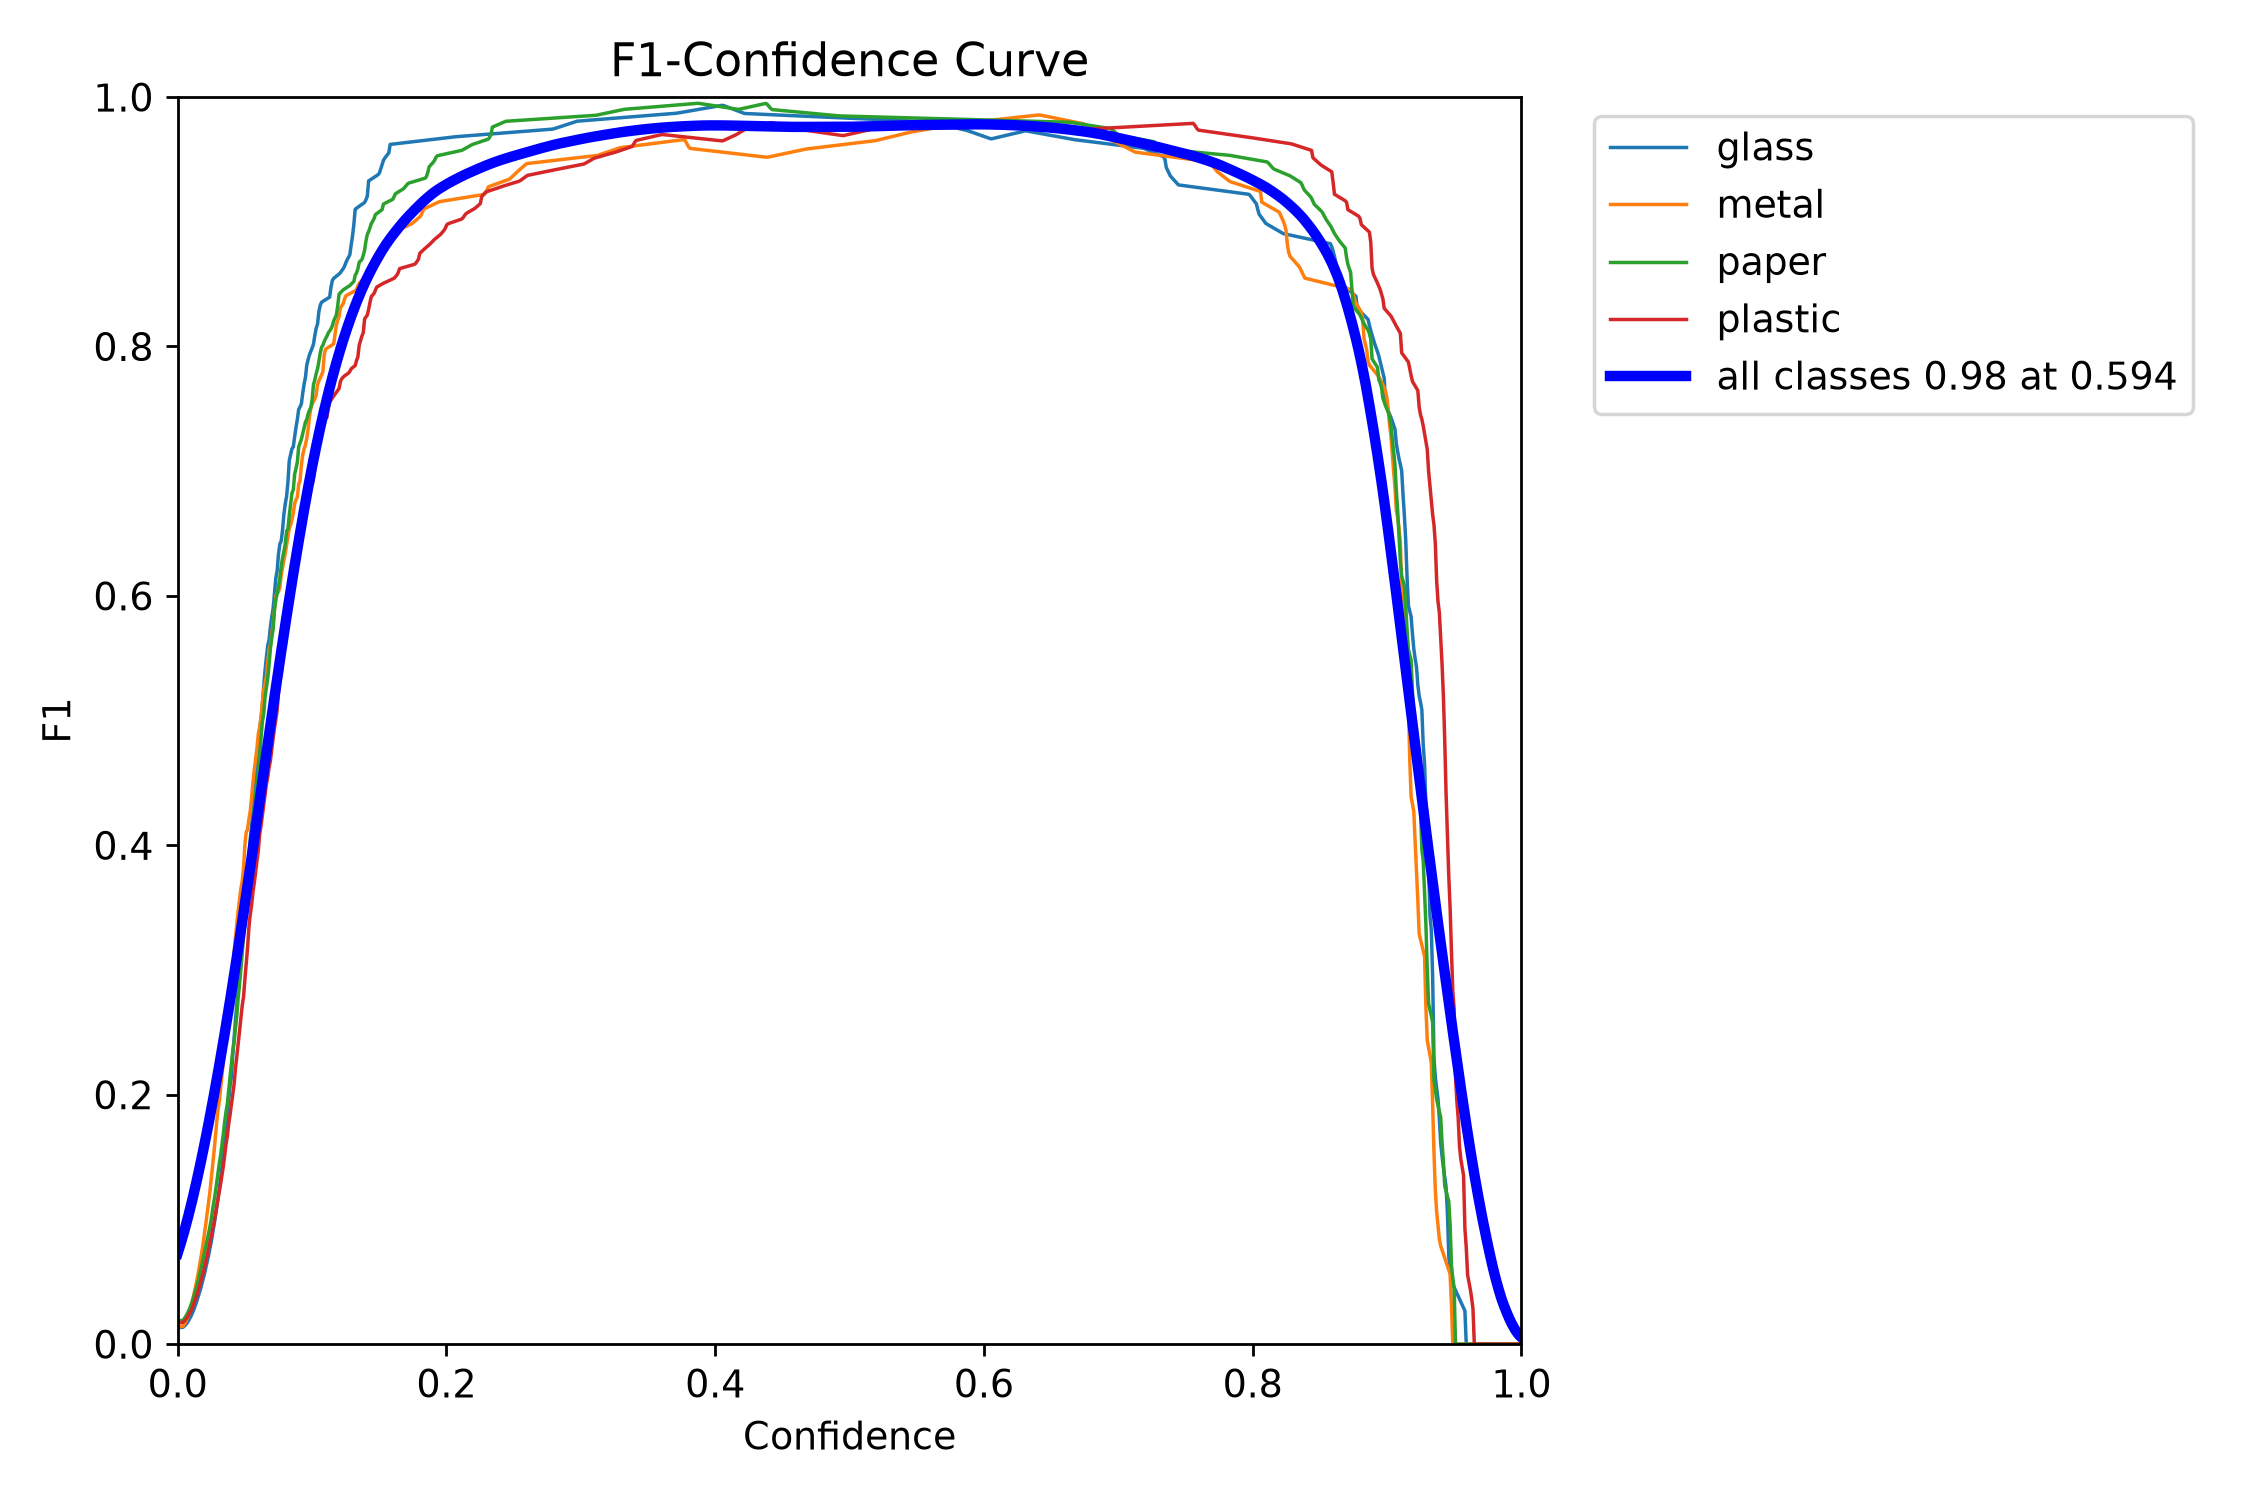 F1-Confidence Curve
1.0
0.8
0.6
0.4
0.2
0.0
F1
0.0 0.2 0.4 0.6 0.8 1.0
Confidence
glass
metal
paper
plastic
all classes 0.98 at 0.594